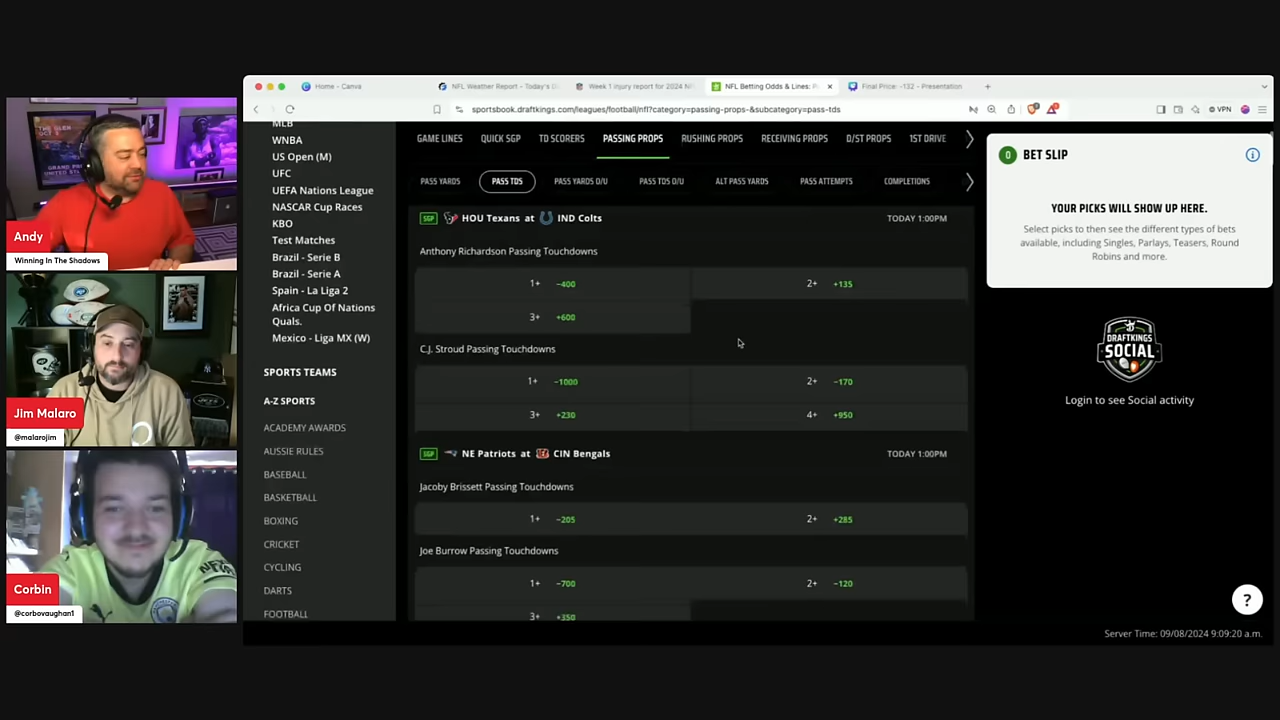 Home - Canva
NFL Weather Report - Today's D
Week 1 injury report for 2024 NF
NFL Betting Odds & Lines: P
Final Price: -132 - Presentation
sportsbook.draftkings.com/leagues/football/nfl?category=passing-props-&subcategory=pass-tds
VPN
MLB
WNBA
US Open (M)
UFC
UEFA Nations League
NASCAR Cup Races
KBO
Test Matches
Brazil - Serie B
Brazil - Serie A
Spain - La Liga 2
Africa Cup Of Nations
Quals.
Mexico - Liga MX (W)
SPORTS TEAMS
A-Z SPORTS
ACADEMY AWARDS
AUSSIE RULES
BASEBALL
BASKETBALL
BOXING
CRICKET
CYCLING
DARTS
FOOTBALL
GAME LINES QUICK SGP TD SCORERS PASSING PROPS RUSHING PROPS RECEIVING PROPS D/ST PROPS 1ST DRIVE
PASS YARDS PASS TDS PASS YARDS O/U PASS TDS O/U ALT PASS YARDS PASS ATTEMPTS COMPLETIONS
SGP HOU Texans at IND Colts TODAY 1:00PM
Anthony Richardson Passing Touchdowns
1+ −400 2+ +135
3+ +600
C.J. Stroud Passing Touchdowns
1+ −1000 2+ −170
3+ +230 4+ +950
SGP NE Patriots at CIN Bengals TODAY 1:00PM
Jacoby Brissett Passing Touchdowns
1+ −205 2+ +285
Joe Burrow Passing Touchdowns
1+ −700 2+ −120
3+ +350
0 BET SLIP
YOUR PICKS WILL SHOW UP HERE.
Select picks to then see the different types of bets
available, including Singles, Parlays, Teasers, Round
Robins and more.
DRAFTKINGS
SOCIAL
Login to see Social activity
?
Server Time: 09/08/2024 9:09:20 a.m.
Andy
Winning In The Shadows
Jim Malaro
@malarojim
Corbin
@corbovaughan1